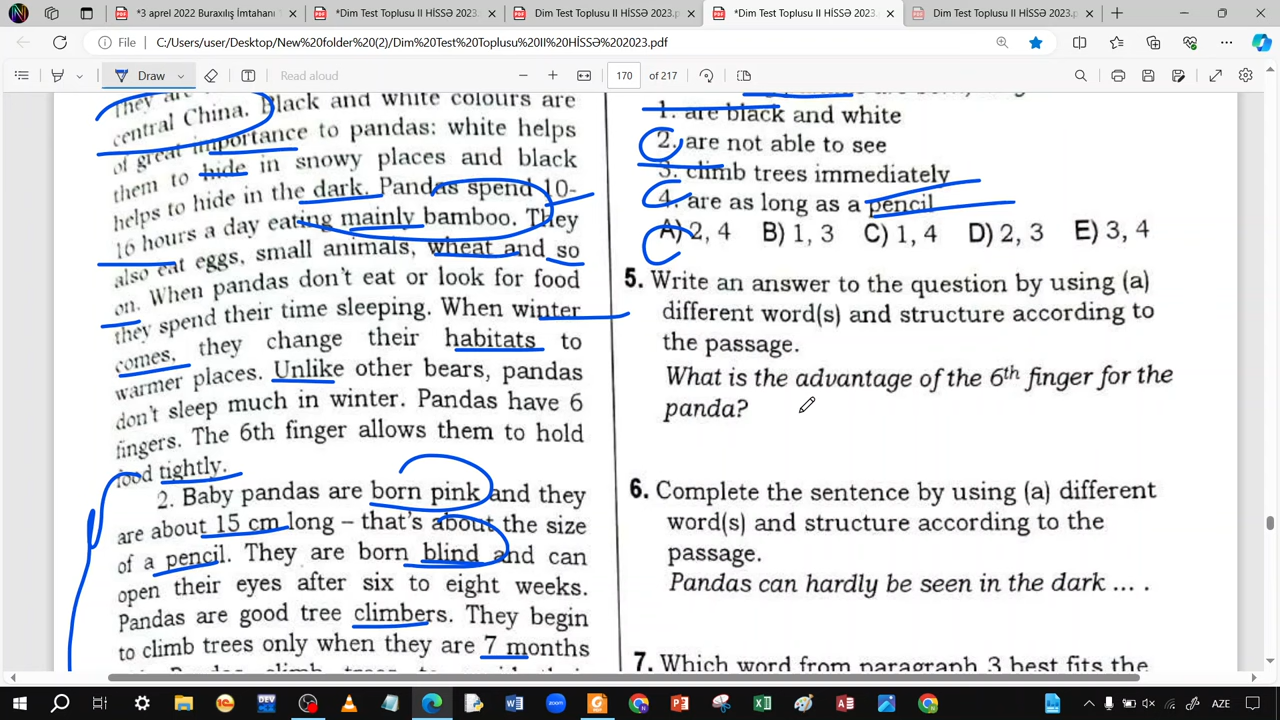 *3 aprel 2022 Buraxılış İmtahanı
*Dim Test Toplusu II HİSSƏ 2023.
Dim Test Toplusu II HİSSƏ 2023.p
*Dim Test Toplusu II HİSSƏ 2023.
Dim Test Toplusu II HİSSƏ 2023.p
File
C:/Users/user/Desktop/New%20folder%20(2)/Dim%20Test%20Toplusu%20II%20HİSSƏ%202023.pdf
Draw
Read aloud
170 of 217
They are
central China. Black and white colours are
of great importance to pandas: white helps
them to hide in snowy places and black
helps to hide in the dark. Pandas spend 10-
16 hours a day eating mainly bamboo. They
also eat eggs, small animals, wheat and so
on. When pandas don't eat or look for food
they spend their time sleeping. When winter
comes, they change their habitats to
warmer places. Unlike other bears, pandas
don't sleep much in winter. Pandas have 6
fingers. The 6th finger allows them to hold
food tightly.
2. Baby pandas are born pink and they
are about 15 cm long – that's about the size
of a pencil. They are born blind and can
open their eyes after six to eight weeks.
Pandas are good tree climbers. They begin
to climb trees only when they are 7 months
1. are black and white
2. are not able to see
3. climb trees immediately
4. are as long as a pencil
A) 2, 4 B) 1, 3 C) 1, 4 D) 2, 3 E) 3, 4
5. Write an answer to the question by using (a)
different word(s) and structure according to
the passage.
What is the advantage of the 6th finger for the
panda?
6. Complete the sentence by using (a) different
word(s) and structure according to the
passage.
Pandas can hardly be seen in the dark ... .
7. Which word from paragraph 3 best fits the
AZE